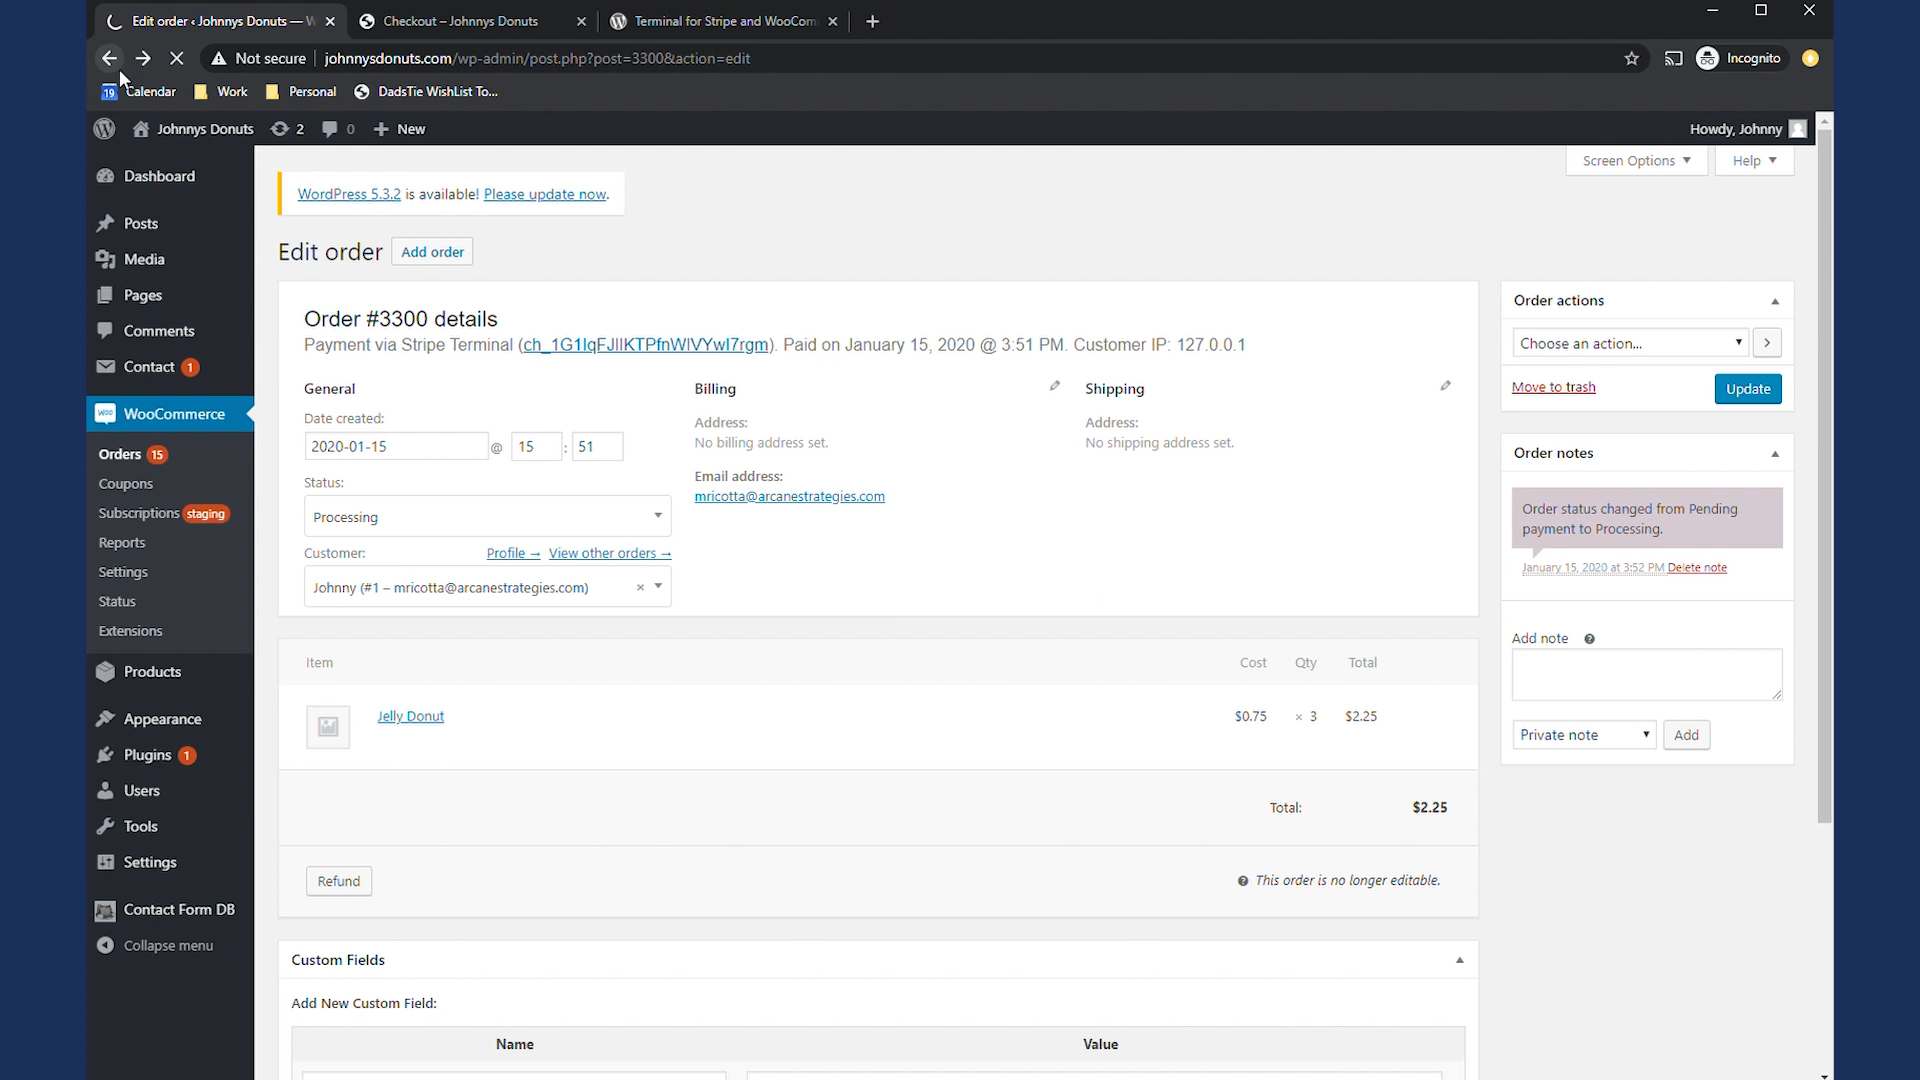 Edit order ‹ Johnnys Donuts — W
Checkout – Johnnys Donuts
Terminal for Stripe and WooCom
Not secure
johnnysdonuts.com/wp-admin/post.php?post=3300&action=edit
Incognito
19
Calendar
Work
Personal
DadsTie WishList To...
Johnnys Donuts
2
0
New
Howdy, Johnny
Dashboard
Posts
Media
Pages
Comments
Contact 1
WooCommerce
Orders 15
Coupons
Subscriptions staging
Reports
Settings
Status
Extensions
Products
Appearance
Plugins 1
Users
Tools
Settings
Contact Form DB
Collapse menu
Screen Options
Help
WordPress 5.3.2 is available! Please update now.
Edit order
Add order
Order #3300 details
Payment via Stripe Terminal (ch_1G1IqFJIIKTPfnWIVYwI7rgm). Paid on January 15, 2020 @ 3:51 PM. Customer IP: 127.0.0.1
General
Date created:
2020-01-15 @ 15 : 51
Status:
Processing
Customer:
Profile →
View other orders →
Johnny (#1 – mricotta@arcanestrategies.com)
×
Billing
Address:
No billing address set.
Email address:
mricotta@arcanestrategies.com
Shipping
Address:
No shipping address set.
Item
Cost
Qty
Total
Jelly Donut
$0.75
× 3
$2.25
Total:
$2.25
Refund
This order is no longer editable.
Custom Fields
Add New Custom Field:
Name
Value
Order actions
Choose an action...
Move to trash
Update
Order notes
Order status changed from Pending
payment to Processing.
January 15, 2020 at 3:52 PM Delete note
Add note
Private note
Add